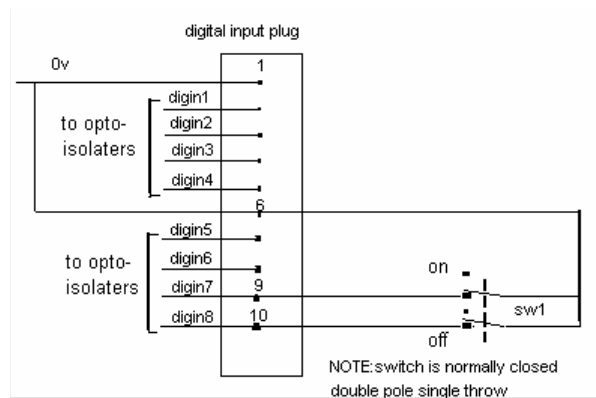 digital input plug
0v
1
digin1
digin2
to opto-
isolaters
digin3
digin4
6
digin5
digin6
to opto-
isolaters
digin7
9
digin8
10
on
sw1
off
NOTE:switch is normally closed
double pole single throw